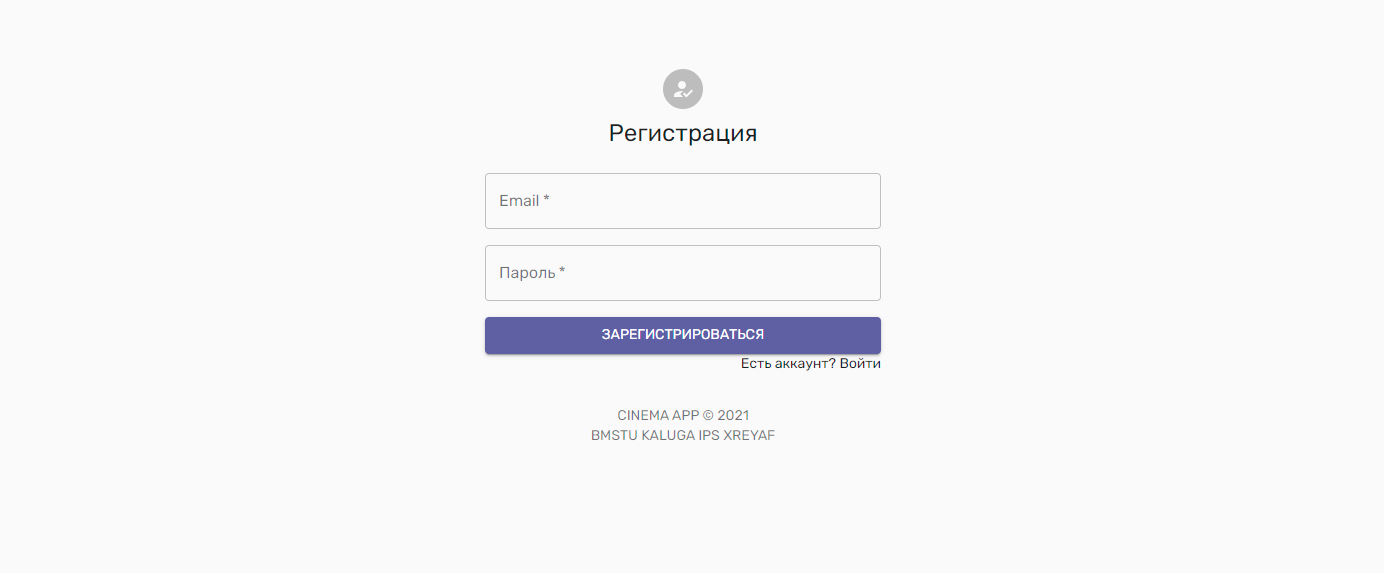 Регистрация
Email *
Пароль *
ЗАРЕГИСТРИРОВАТЬСЯ
Есть аккаунт? Войти
CINEMA APP © 2021
BMSTU KALUGA IPS XREYAF